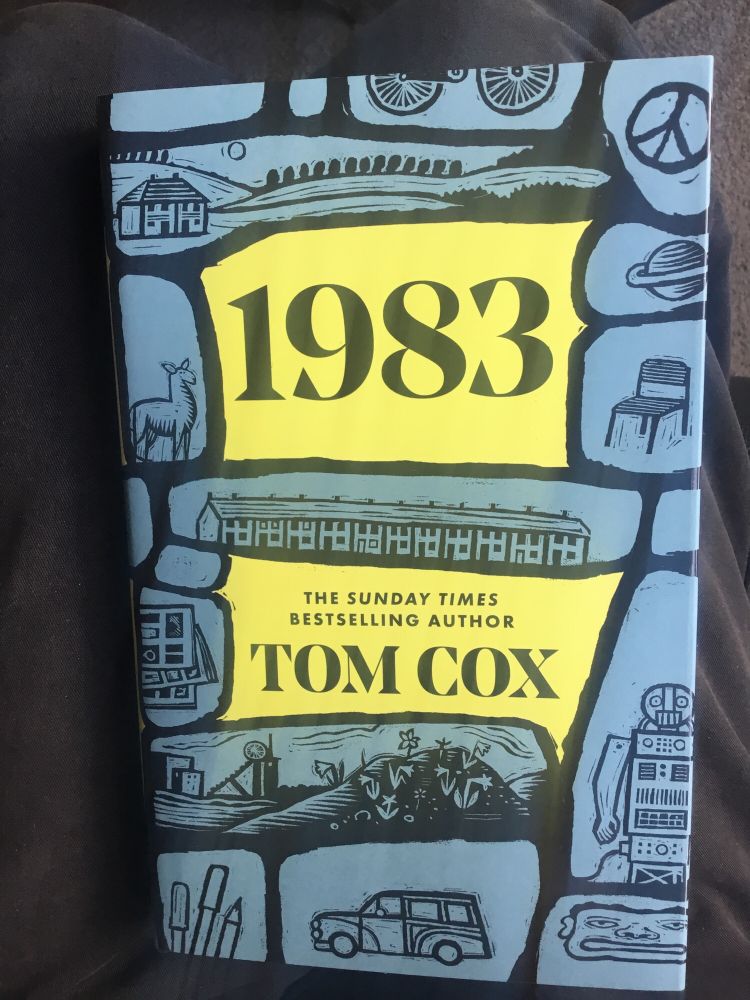 1983
THE SUNDAY TIMES
BESTSELLING AUTHOR
TOM COX